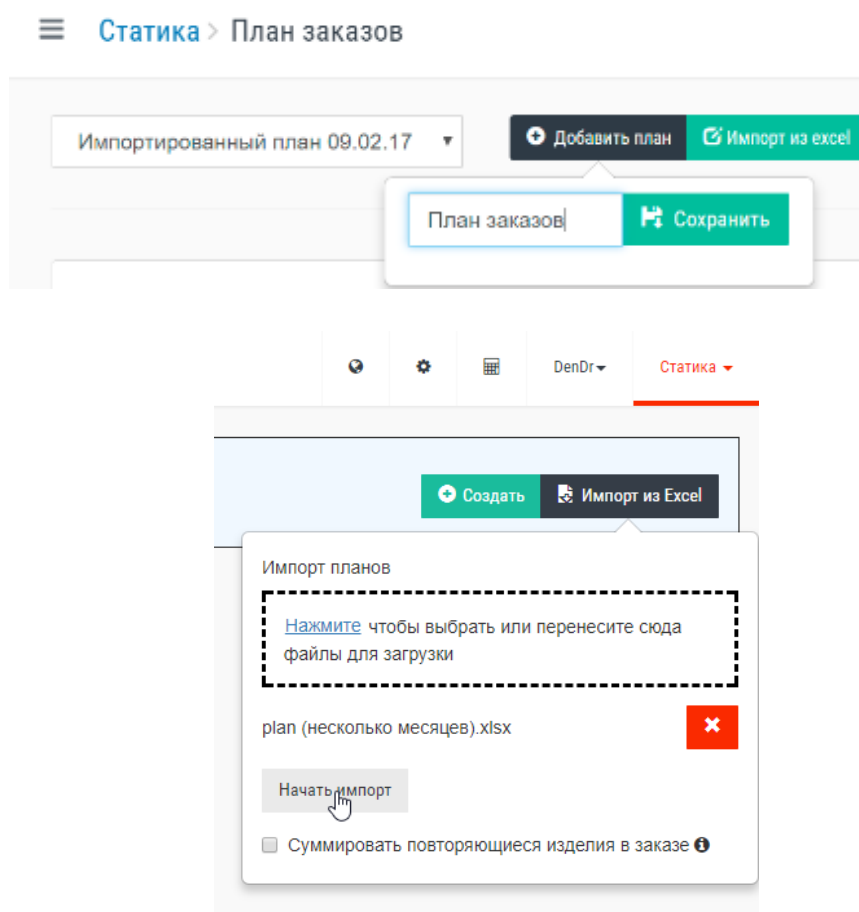 Статика > План заказов
Импортированный план 09.02.17
Добавить план
Импорт из excel
План заказов
Сохранить
DenDr
Статика
Создать
Импорт из Excel
Импорт планов
Нажмите чтобы выбрать или перенесите сюда
файлы для загрузки
plan (несколько месяцев).xlsx
Начать импорт
Суммировать повторяющиеся изделия в заказе